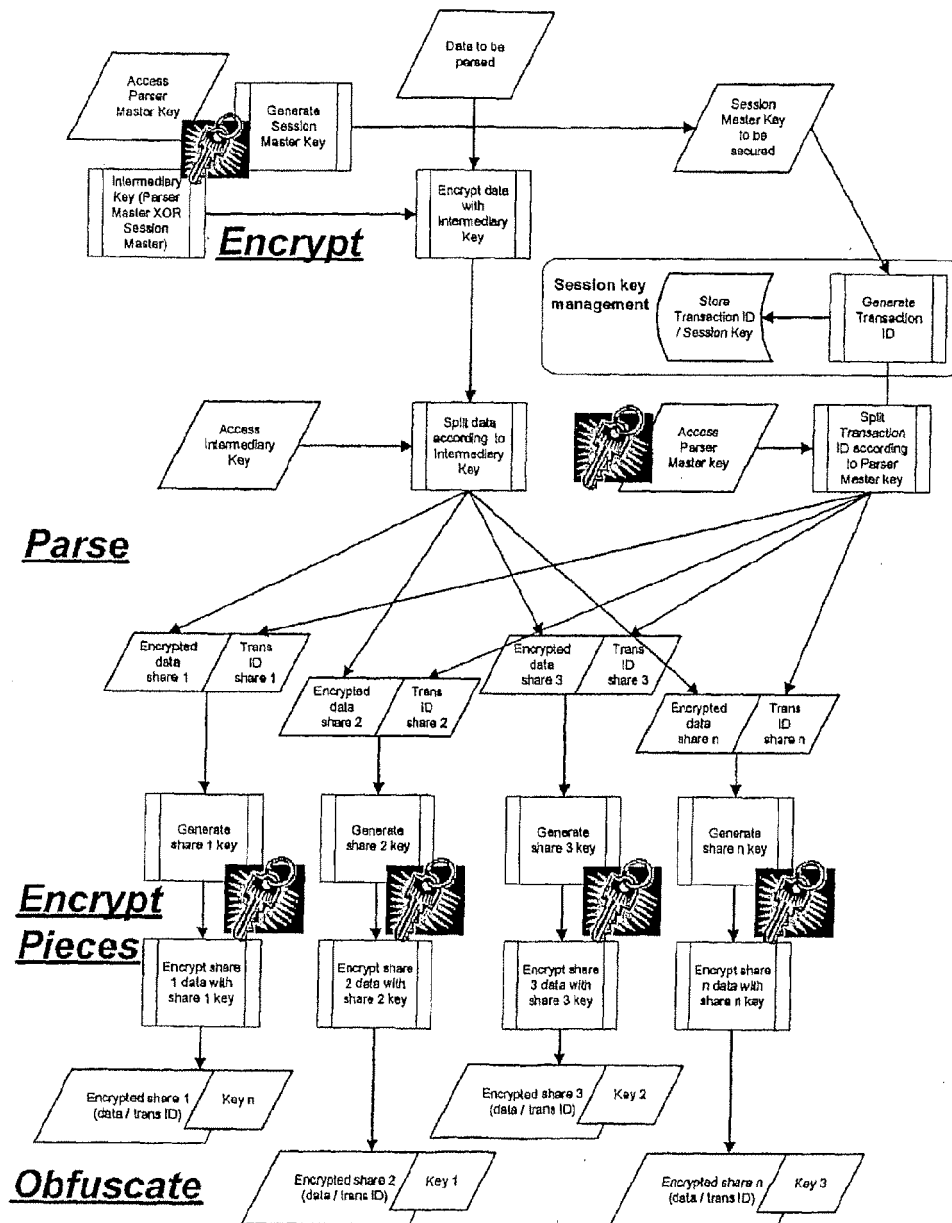 Data to be
parsed
Access
Parser
Master Key
Generate
Session
Master Key
Session
Master Key
to be
secured
Intermediary
Key (Parser
Master XOR
Session
Master)
Encrypt data
with
Intermediary
Key
Encrypt
Session key
management
Store
Transaction ID
/ Session Key
Generate
Transaction
ID
Access
Intermediary
Key
Split data
according to
Intermediary
Key
Access
Parser
Master key
Split
Transaction
ID according
to Parser
Master key
Parse
Encrypted
data
share 1
Trans
ID
share 1
Encrypted
data
share 2
Trans
ID
share 2
Encrypted
data
share 3
Trans
ID
share 3
Encrypted
data
share n
Trans
ID
share n
Generate
share 1 key
Generate
share 2 key
Generate
share 3 key
Generate
share n key
Encrypt
Pieces
Encrypt share
1 data with
share 1 key
Encrypt share
2 data with
share 2 key
Encrypt share
3 data with
share 3 key
Encrypt share
n data with
share n key
Encrypted share 1
(data / trans ID)
Key n
Encrypted share 3
(data / trans ID)
Key 2
Obfuscate
Encrypted share 2
(data / trans ID)
Key 1
Encrypted share n
(data / trans ID)
Key 3